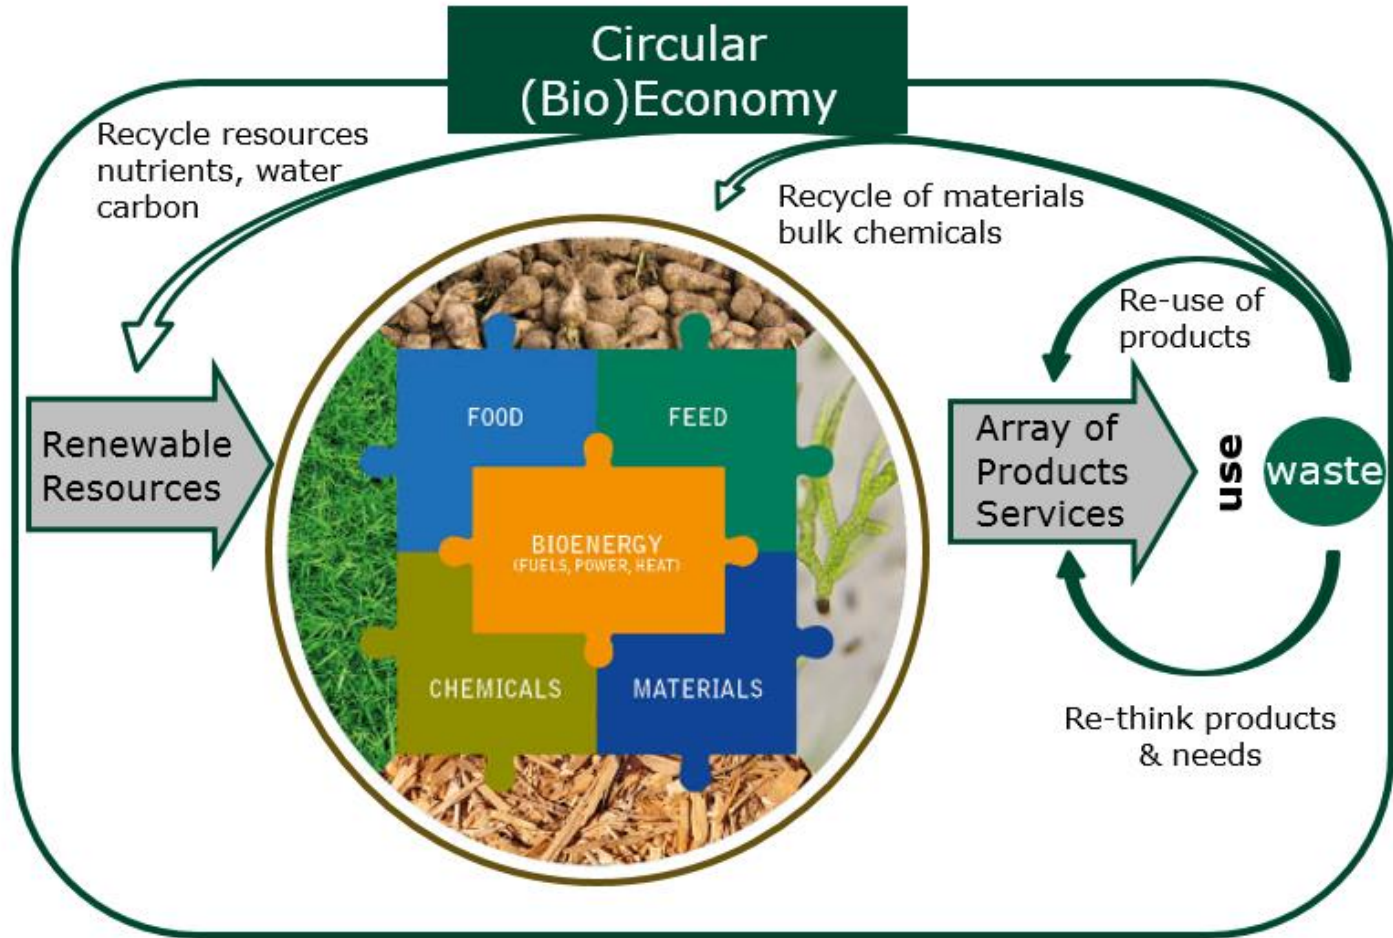 Circular
(Bio)Economy
Recycle resources
nutrients, water
carbon
Recycle of materials
bulk chemicals
Re-use of
products
Renewable
Resources
FOOD
FEED
BIOENERGY
(FUELS, POWER, HEAT)
CHEMICALS
MATERIALS
Array of
Products
Services
use
waste
Re-think products
& needs